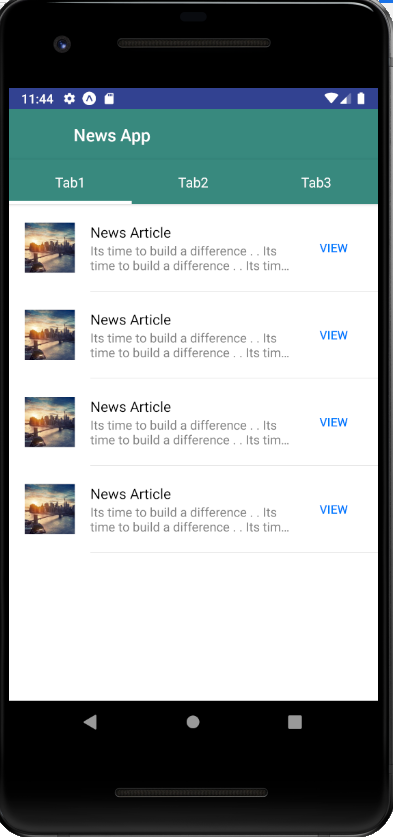 11:44
News App
Tab1 Tab2 Tab3
News Article
Its time to build a difference . . Its
time to build a difference . . Its tim...
VIEW
News Article
Its time to build a difference . . Its
time to build a difference . . Its tim...
VIEW
News Article
Its time to build a difference . . Its
time to build a difference . . Its tim...
VIEW
News Article
Its time to build a difference . . Its
time to build a difference . . Its tim...
VIEW